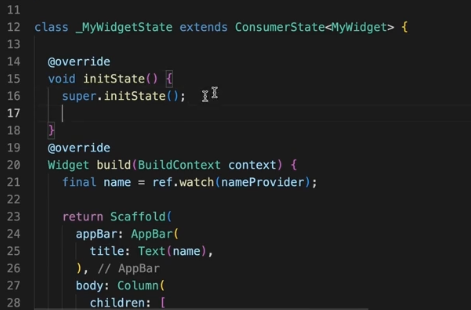 11
12 class _MyWidgetState extends ConsumerState<MyWidget> {
13
14 @override
15 void initState() {
16 super.initState();
17
18 }
19 @override
20 Widget build(BuildContext context) {
21 final name = ref.watch(nameProvider);
22
23 return Scaffold(
24 appBar: AppBar(
25 title: Text(name),
26 ), // AppBar
27 body: Column(
28 children: [